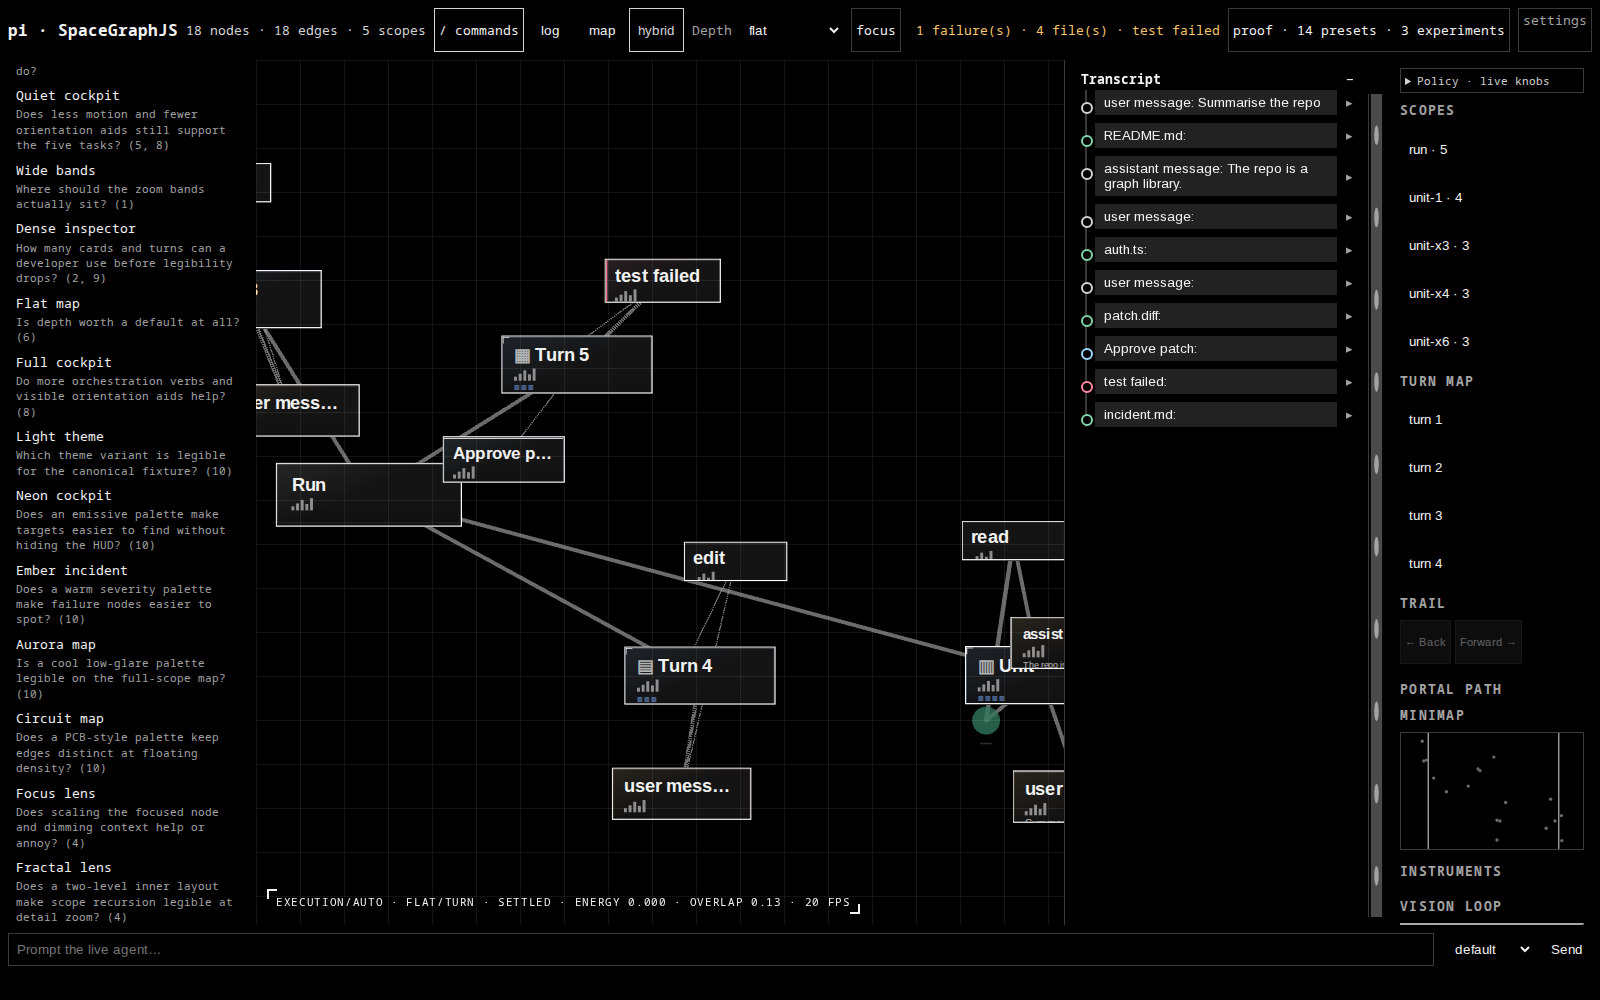 pi · SpaceGraphJS 18 nodes · 18 edges · 5 scopes / commands log map hybrid Depth flat focus 1 failure(s) · 4 file(s) · test failed proof · 14 presets · 3 experiments settings
do?
Quiet cockpit
Does less motion and fewer
orientation aids still support
the five tasks? (5, 8)
Wide bands
Where should the zoom bands
actually sit? (1)
Dense inspector
How many cards and turns can a
developer use before legibility
drops? (2, 9)
Flat map
Is depth worth a default at all?
(6)
Full cockpit
Do more orchestration verbs and
visible orientation aids help?
(8)
Light theme
Which theme variant is legible
for the canonical fixture? (10)
Neon cockpit
Does an emissive palette make
targets easier to find without
hiding the HUD? (10)
Ember incident
Does a warm severity palette
make failure nodes easier to
spot? (10)
Aurora map
Is a cool low-glare palette
legible on the full-scope map?
(10)
Circuit map
Does a PCB-style palette keep
edges distinct at floating
density? (10)
Focus lens
Does scaling the focused node
and dimming context help or
annoy? (4)
Fractal lens
Does a two-level inner layout
make scope recursion legible at
detail zoom? (4)
test failed
Turn 5
er mess…
Approve p…
Run
edit
read
assist
The repo is
Turn 4
user mess…
user
EXECUTION/AUTO · FLAT/TURN · SETTLED · ENERGY 0.000 · OVERLAP 0.13 · 20 FPS
Transcript
user message: Summarise the repo
README.md:
assistant message: The repo is a
graph library.
user message:
auth.ts:
user message:
patch.diff:
Approve patch:
test failed:
incident.md:
Policy · live knobs
SCOPES
run · 5
unit-1 · 4
unit-x3 · 3
unit-x4 · 3
unit-x6 · 3
TURN MAP
turn 1
turn 2
turn 3
turn 4
TRAIL
← Back Forward →
PORTAL PATH
MINIMAP
INSTRUMENTS
VISION LOOP
Prompt the live agent… default Send